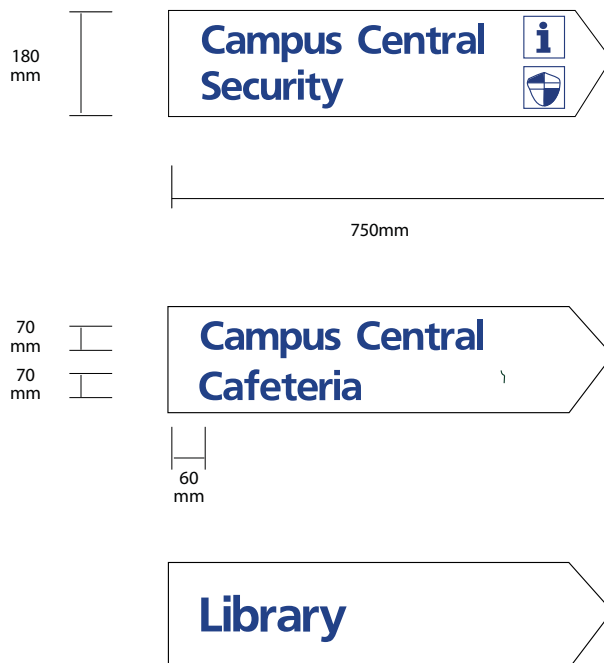 180
mm
Campus Central
Security
i
750mm
70
mm
70
mm
Campus Central
Cafeteria
60
mm
Library